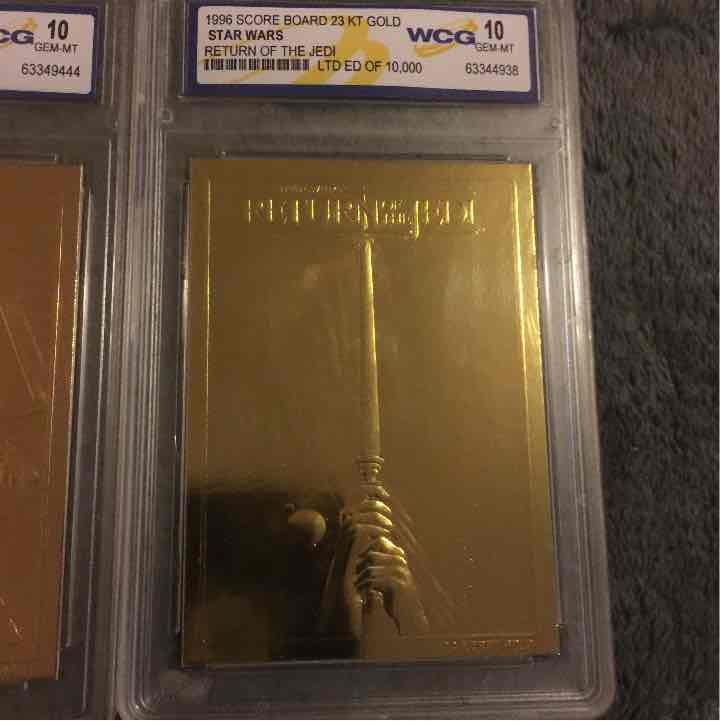 CG 10
GEM-MT
63349444
1996 SCORE BOARD 23 KT GOLD
STAR WARS
RETURN OF THE JEDI
LTD ED OF 10,000
WCG 10
GEM-MT
63344938
RETURN OF THE JEDI